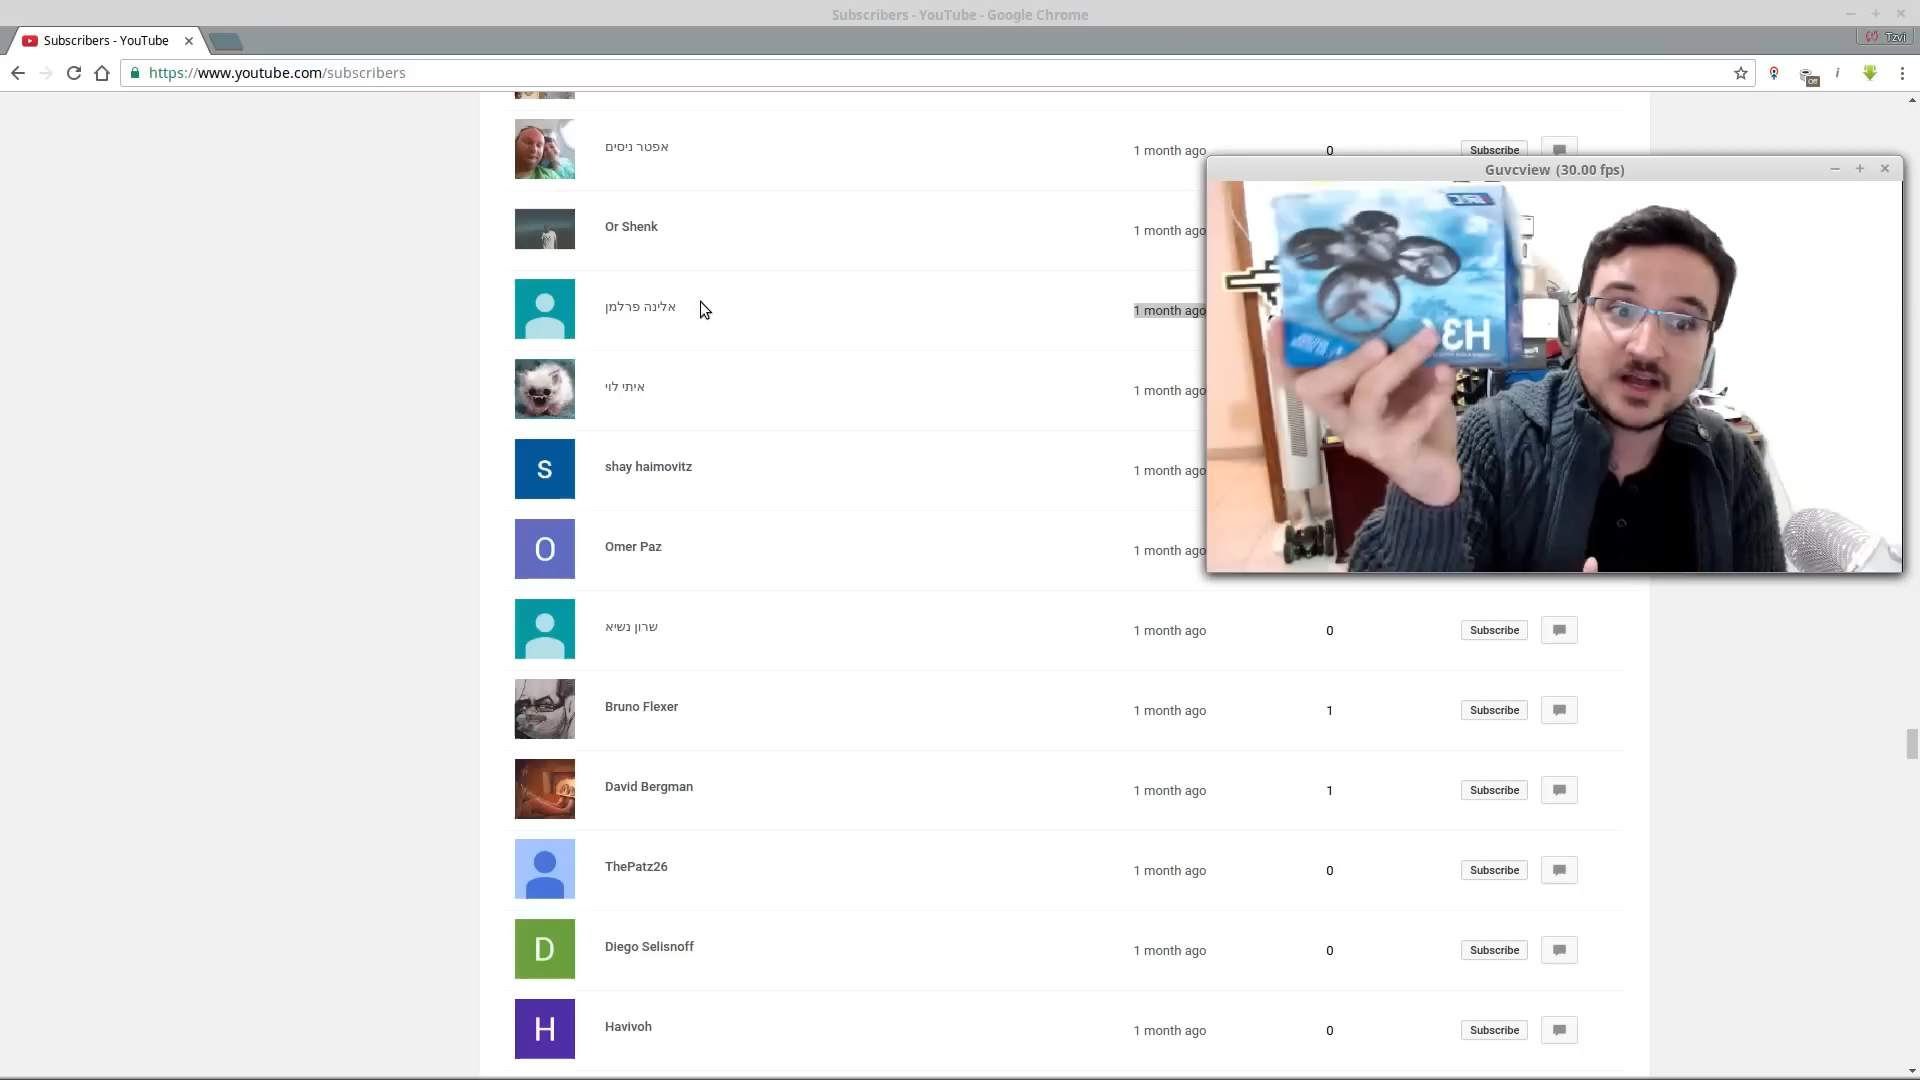 Subscribers - YouTube - Google Chrome
Subscribers - YouTube
Tzvi
https://www.youtube.com/subscribers
Off
אפטר ניסים
1 month ago
0
Subscribe
Guvcview (30.00 fps)
Or Shenk
1 month ago
אלינה פרלמן
1 month ago
איתי לוי
1 month ago
S
shay haimovitz
1 month ago
O
Omer Paz
1 month ago
שרון נשיא
1 month ago
0
Subscribe
Bruno Flexer
1 month ago
1
Subscribe
David Bergman
1 month ago
1
Subscribe
ThePatz26
1 month ago
0
Subscribe
D
Diego Selisnoff
1 month ago
0
Subscribe
H
Havivoh
1 month ago
0
Subscribe